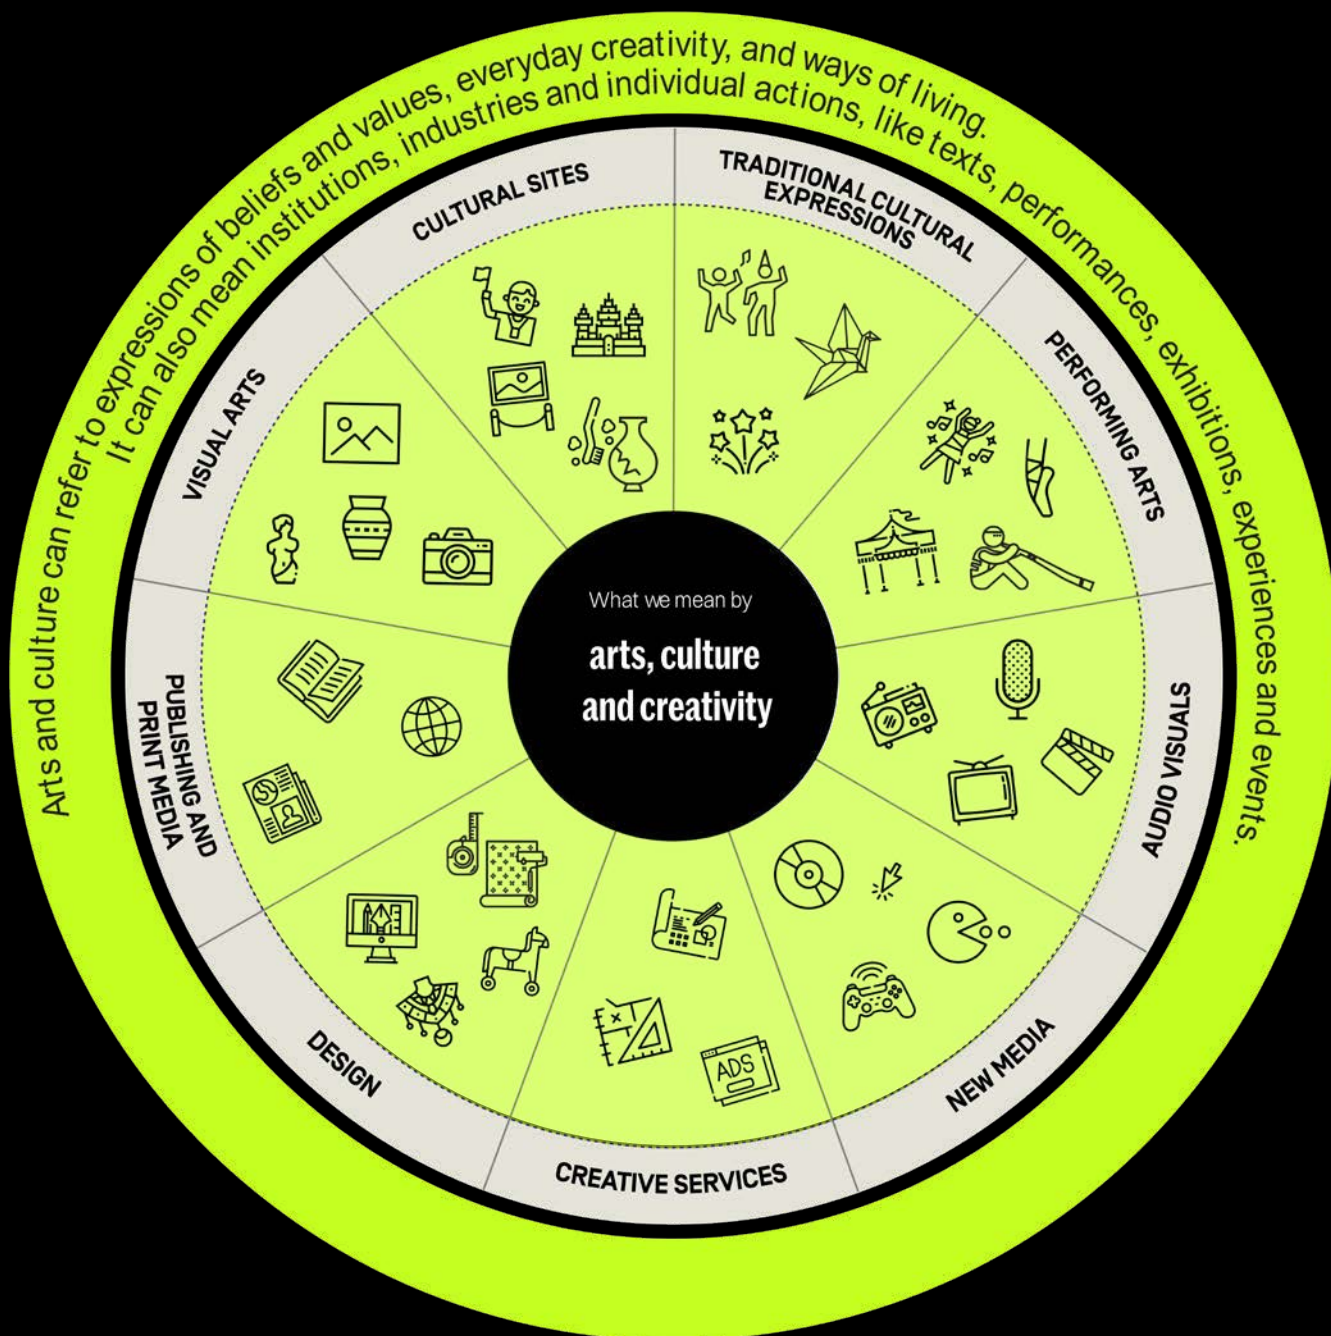 Arts and culture can refer to expressions of beliefs and values, everyday creativity, and ways of living.
It can also mean institutions, industries and individual actions, like texts, performances, exhibitions, experiences and events.
CULTURAL SITES
TRADITIONAL CULTURAL
EXPRESSIONS
PERFORMING ARTS
AUDIO VISUALS
NEW MEDIA
CREATIVE SERVICES
DESIGN
PUBLISHING AND
PRINT MEDIA
VISUAL ARTS
What we mean by
arts, culture
and creativity
ADS